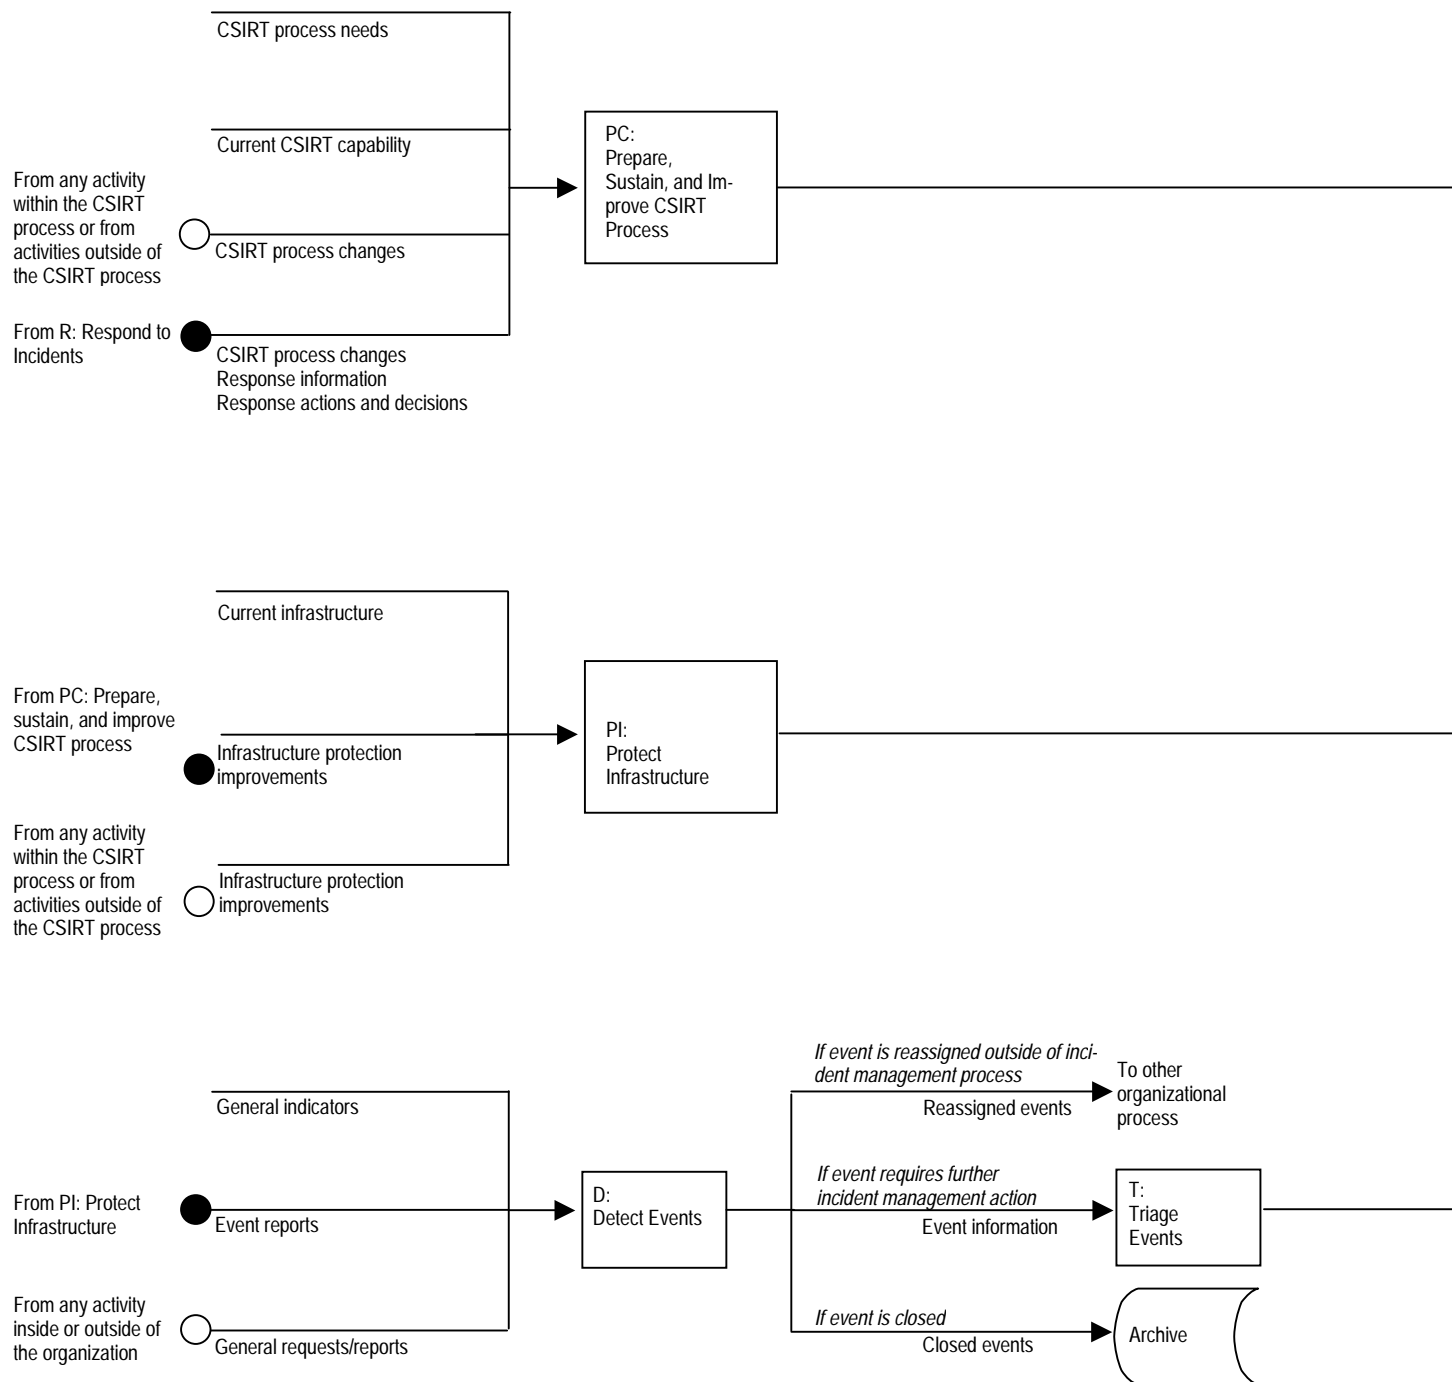 CSIRT process needs
Current CSIRT capability
From any activity
within the CSIRT
process or from
activities outside of
the CSIRT process
CSIRT process changes
From R: Respond to
Incidents
CSIRT process changes
Response information
Response actions and decisions
PC:
Prepare,
Sustain, and Im-
prove CSIRT
Process
Current infrastructure
From PC: Prepare,
sustain, and improve
CSIRT process
Infrastructure protection
improvements
From any activity
within the CSIRT
process or from
activities outside of
the CSIRT process
Infrastructure protection
improvements
PI:
Protect
Infrastructure
General indicators
From PI: Protect
Infrastructure
Event reports
From any activity
inside or outside of
the organization
General requests/reports
D:
Detect Events
If event is reassigned outside of inci-
dent management process
Reassigned events
To other
organizational
process
If event requires further
incident management action
Event information
T:
Triage
Events
If event is closed
Closed events
Archive